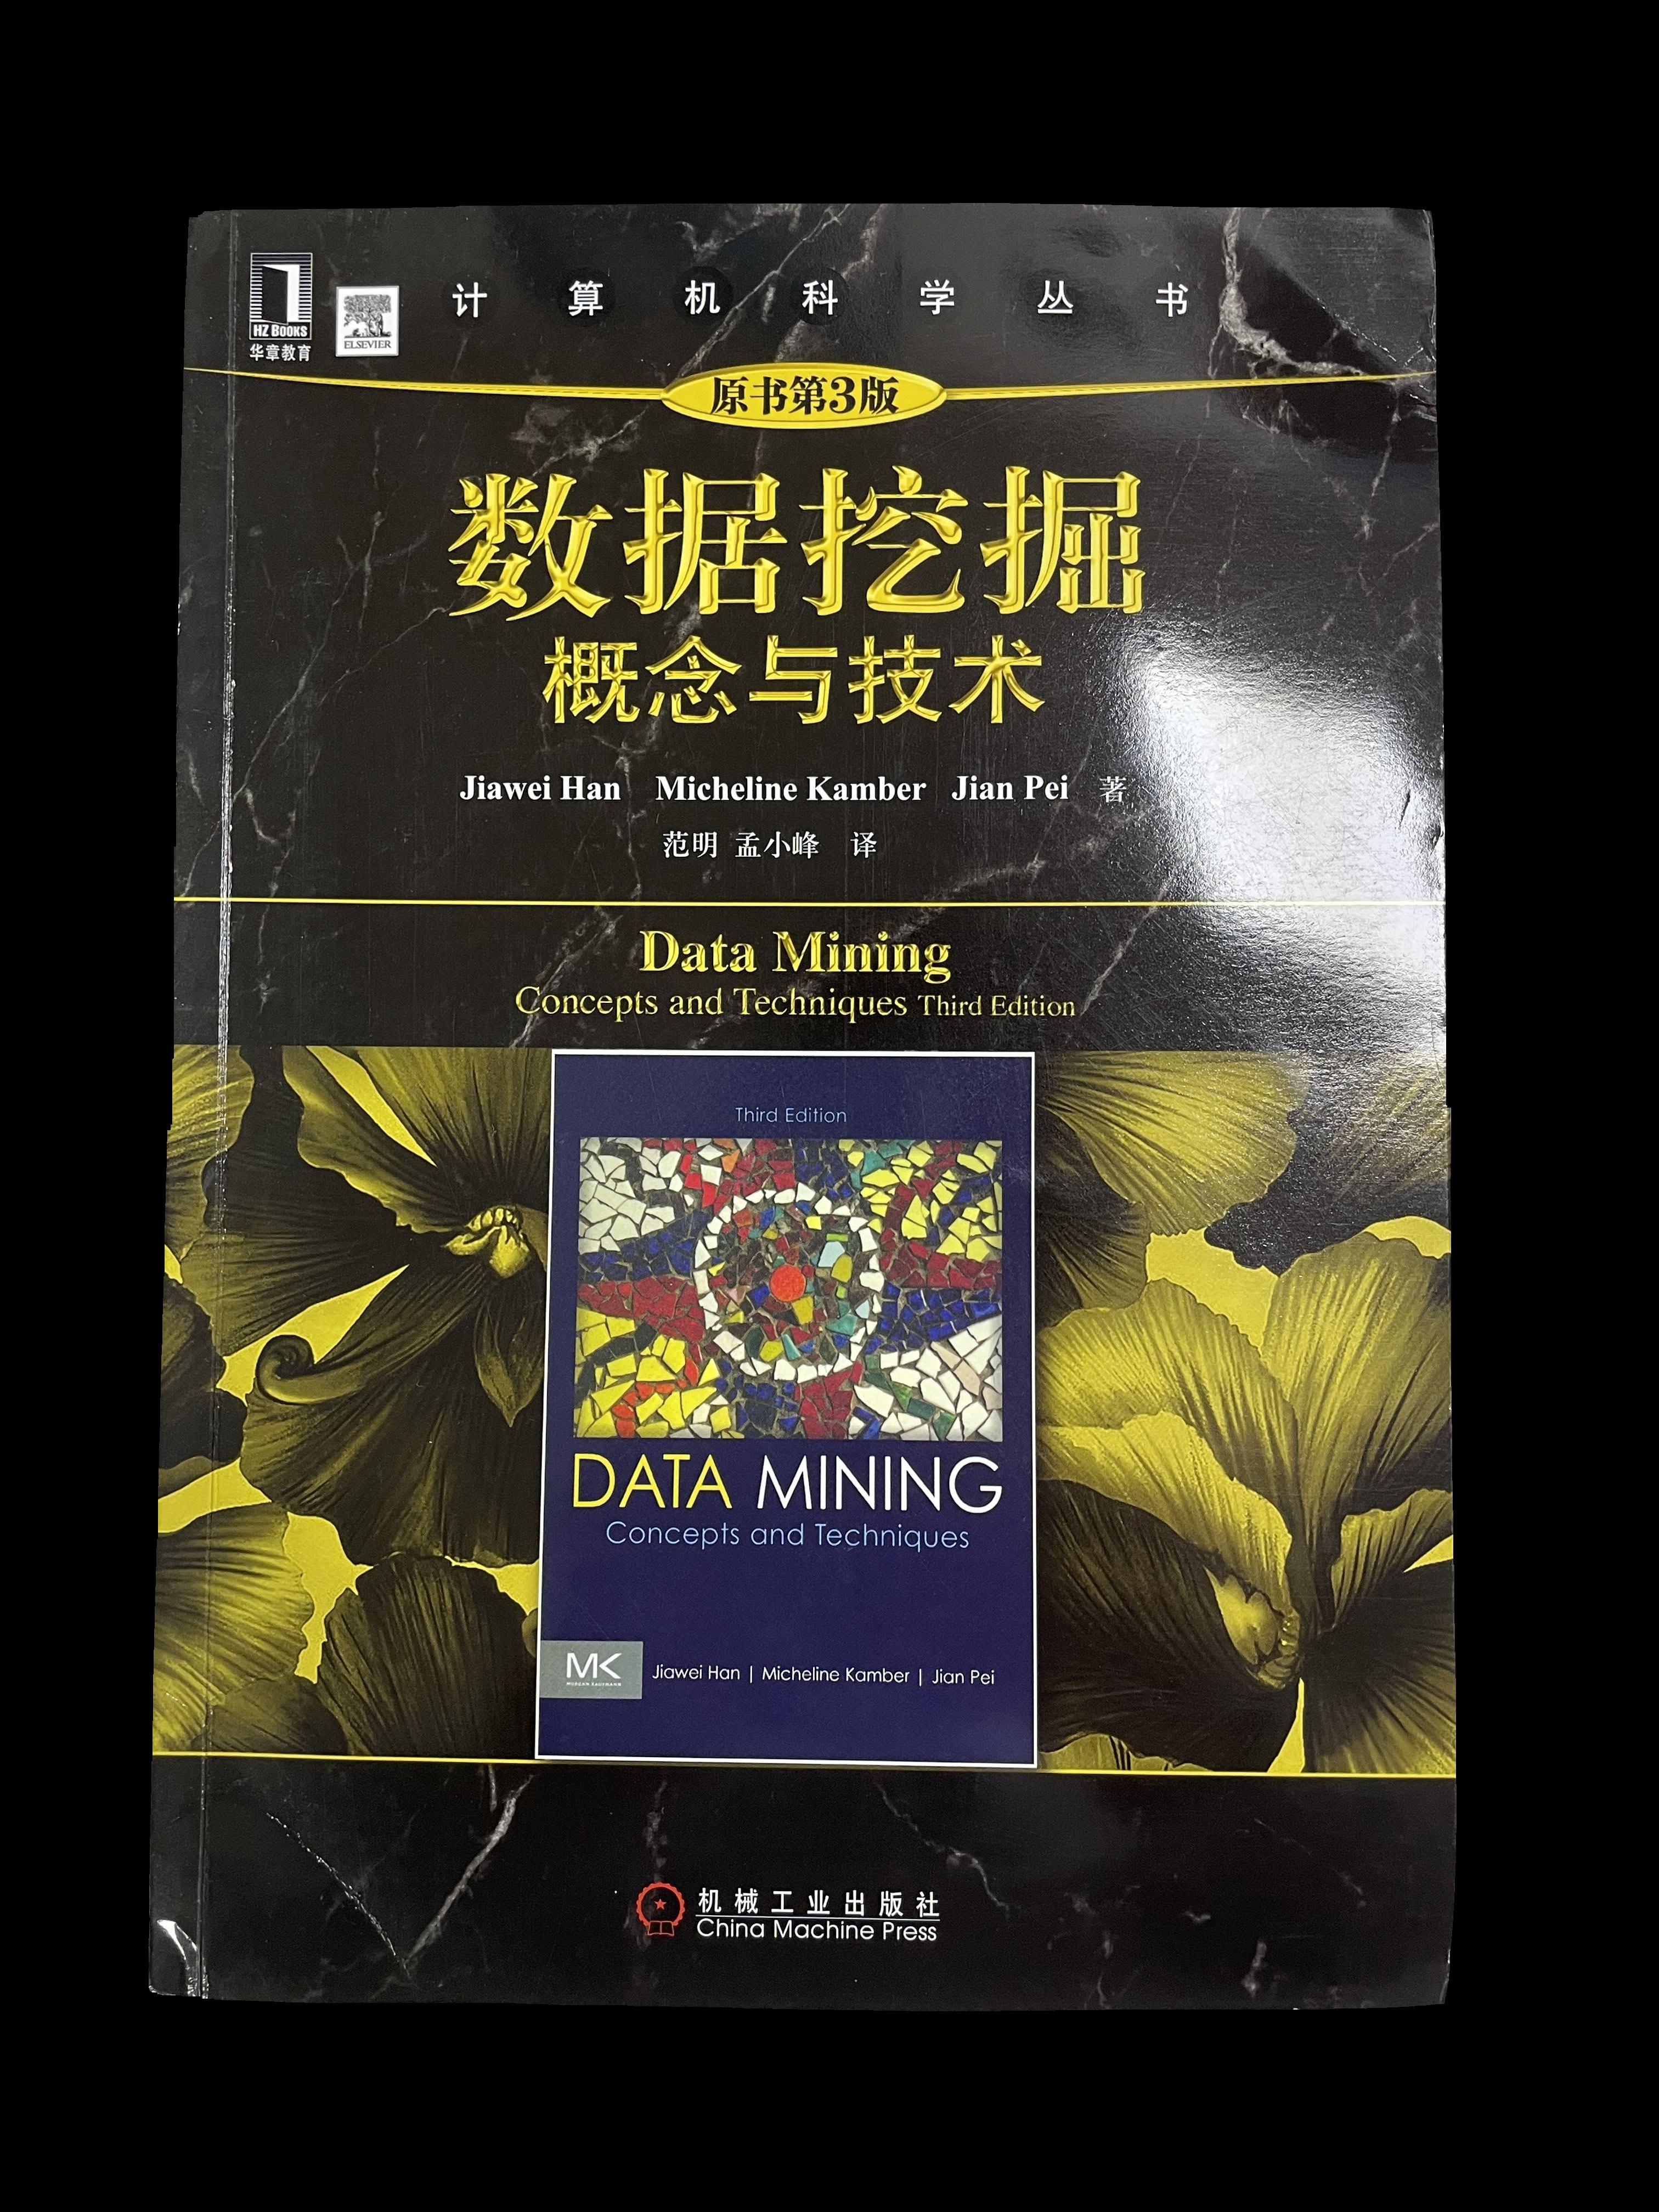 HZ BOOKS
华章教育
ELSEVIER
计算机科学丛书
原书第3版
数据挖掘
概念与技术
Jiawei Han Micheline Kamber Jian Pei 著
范明 孟小峰 译
Data Mining
Concepts and Techniques Third Edition
Third Edition
DATA MINING
Concepts and Techniques
MK
MORGAN KAUFMANN
Jiawei Han | Micheline Kamber | Jian Pei
机械工业出版社
China Machine Press